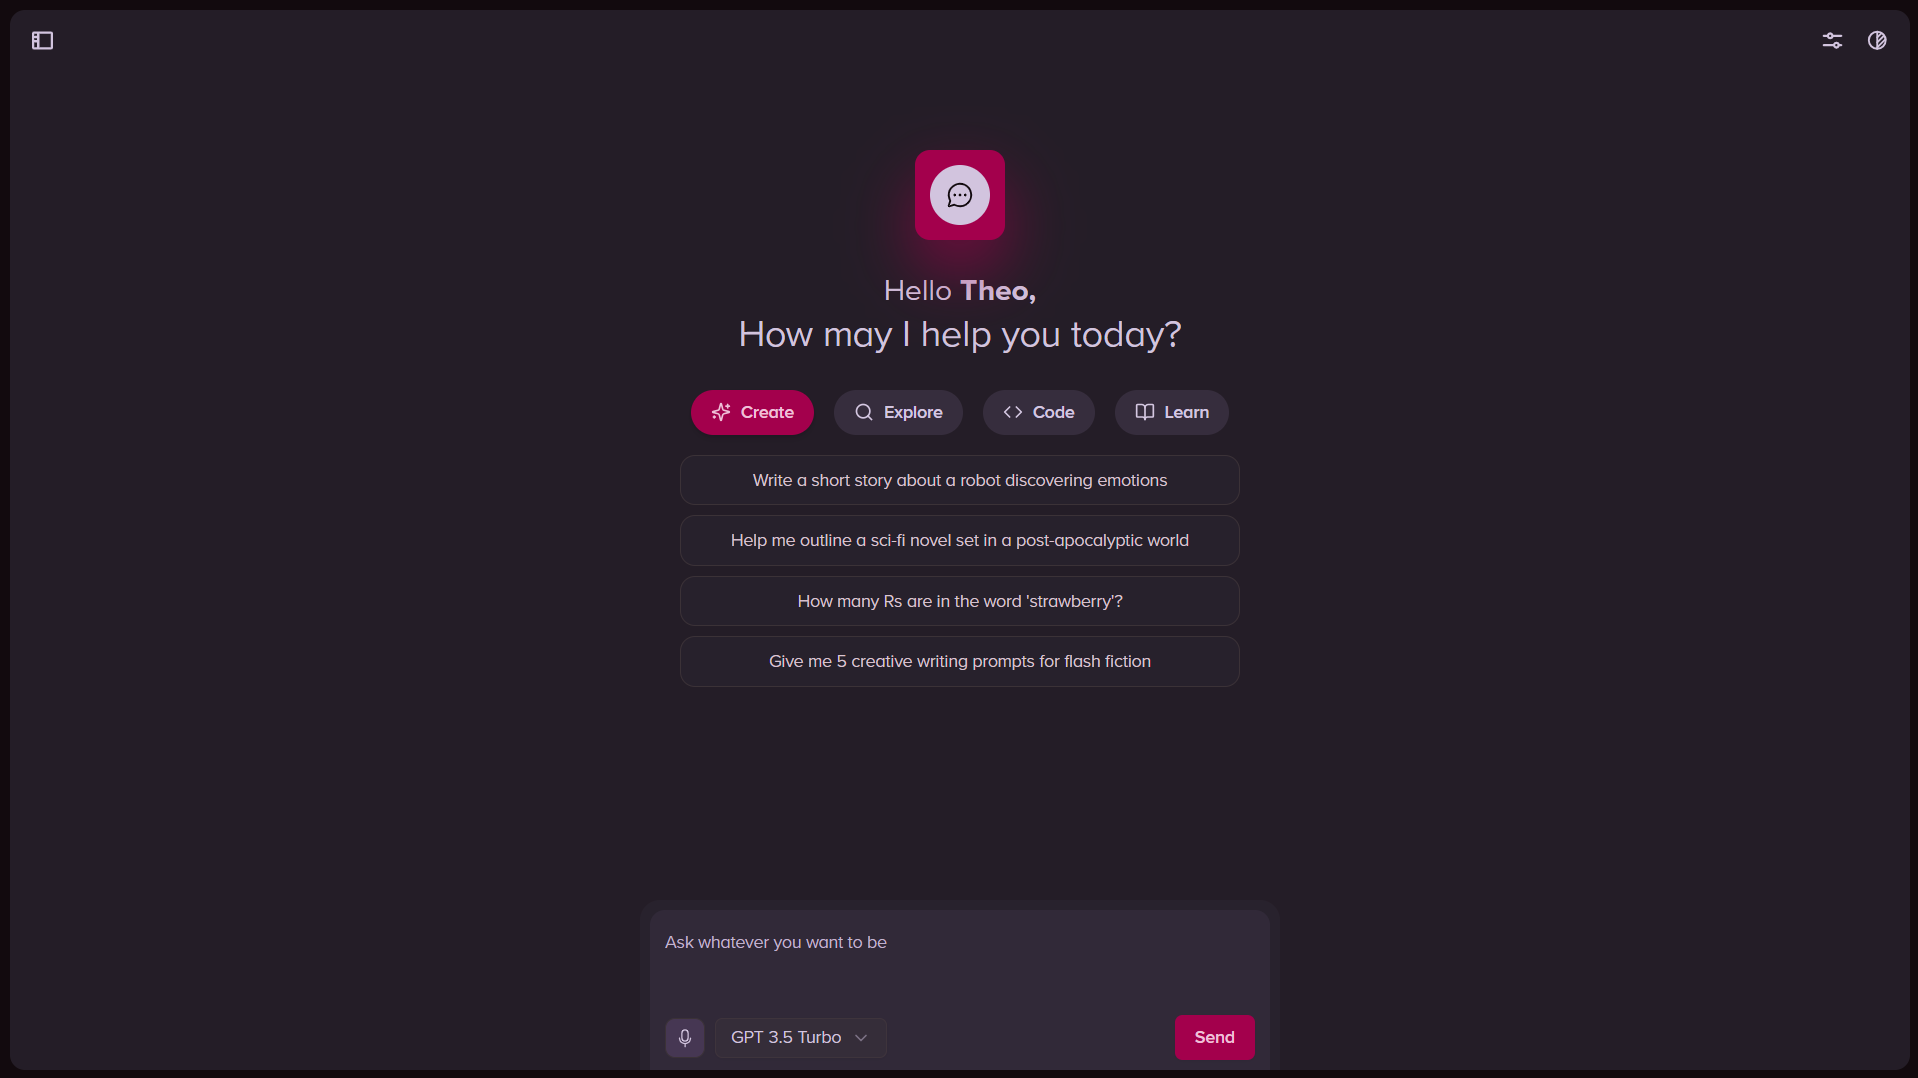 Hello Theo,
How may I help you today?
Create
Explore
Code
Learn
Write a short story about a robot discovering emotions
Help me outline a sci-fi novel set in a post-apocalyptic world
How many Rs are in the word 'strawberry'?
Give me 5 creative writing prompts for flash fiction
Ask whatever you want to be
GPT 3.5 Turbo
Send